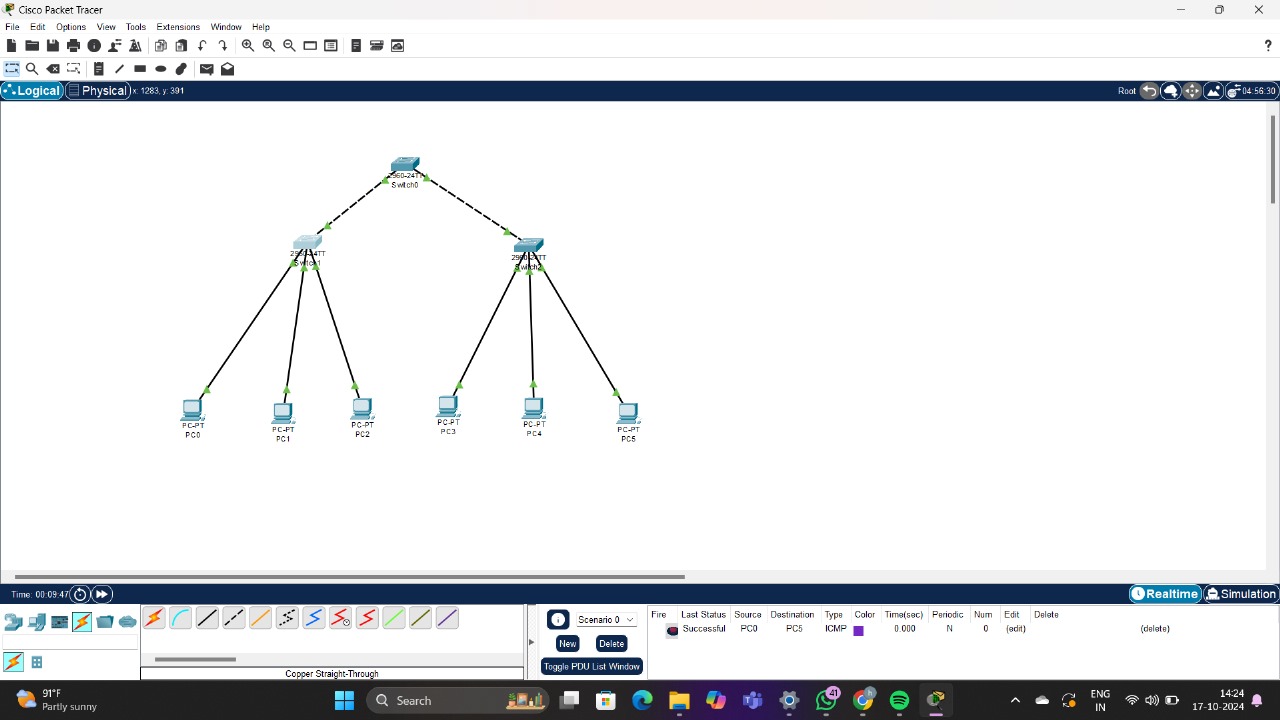 Cisco Packet Tracer
File Edit Options View Tools Extensions Window Help
?
Logical Physical x: 1283, y: 391 Root 04:56:30
2960-24TT
Switch0
2960-24TT
Switch1
2960-24TT
Switch2
PC-PT
PC0
PC-PT
PC1
PC-PT
PC2
PC-PT
PC3
PC-PT
PC4
PC-PT
PC5
Time: 00:09:47 Realtime Simulation
Scenario 0
New Delete
Toggle PDU List Window
Fire Last Status Source Destination Type Color Time(sec) Periodic Num Edit Delete
Successful PC0 PC5 ICMP 0.000 N 0 (edit) (delete)
Copper Straight-Through
91°F
Partly sunny
Search
41
ENG
IN
14:24
17-10-2024